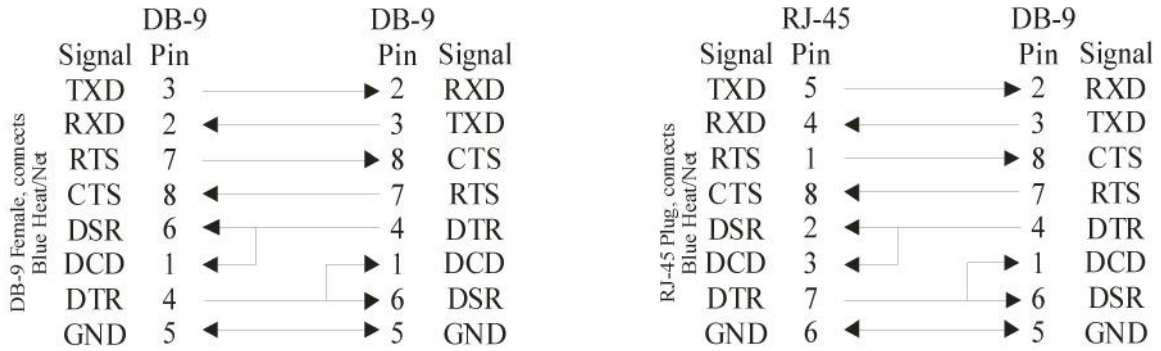 DB-9 DB-9
Signal Pin Pin Signal
TXD 3 2 RXD
RXD 2 3 TXD
RTS 7 8 CTS
CTS 8 7 RTS
DSR 6 4 DTR
DCD 1 1 DCD
DTR 4 6 DSR
GND 5 5 GND
DB-9 Female, connects
Blue Heat/Net
RJ-45 DB-9
Signal Pin Pin Signal
TXD 5 2 RXD
RXD 4 3 TXD
RTS 1 8 CTS
CTS 8 7 RTS
DSR 2 4 DTR
DCD 3 1 DCD
DTR 7 6 DSR
GND 6 5 GND
RJ-45 Plug, connects
Blue Heat/Net